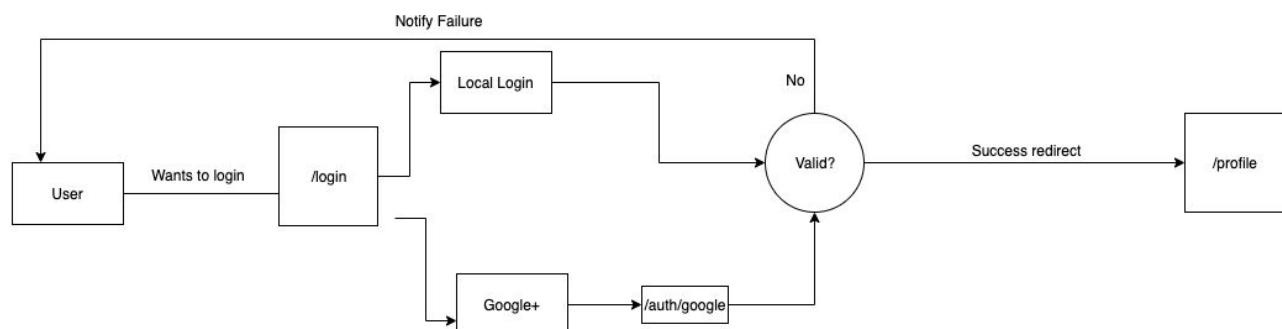 Notify Failure
Local Login
No
User
Wants to login
/login
Valid?
Success redirect
/profile
Google+
/auth/google